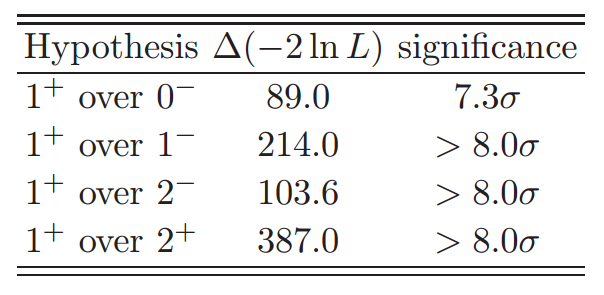 Hypothesis Δ(−2 ln L) significance
1⁺ over 0⁻ 89.0 7.3σ
1⁺ over 1⁻ 214.0 > 8.0σ
1⁺ over 2⁻ 103.6 > 8.0σ
1⁺ over 2⁺ 387.0 > 8.0σ